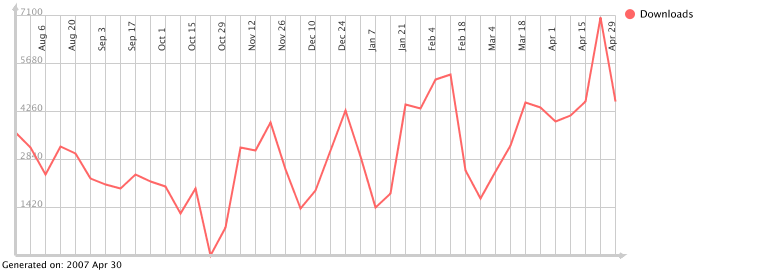 7100
5680
4260
2840
1420
Aug 6
Aug 20
Sep 3
Sep 17
Oct 1
Oct 15
Oct 29
Nov 12
Nov 26
Dec 10
Dec 24
Jan 7
Jan 21
Feb 4
Feb 18
Mar 4
Mar 18
Apr 1
Apr 15
Apr 29
Downloads
Generated on: 2007 Apr 30